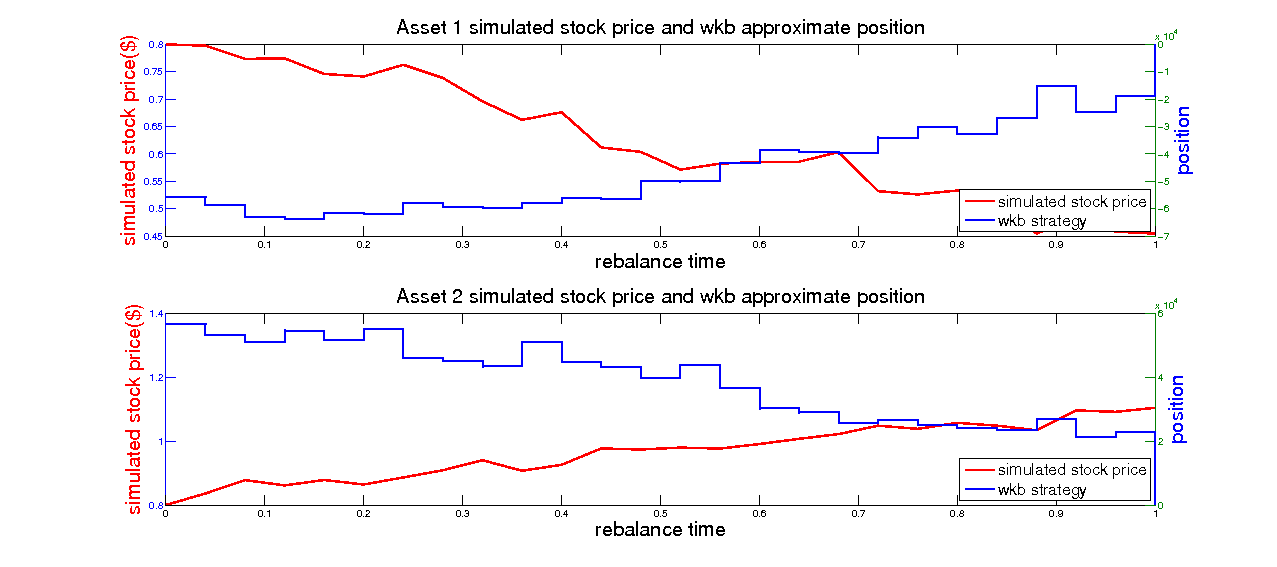 Asset 1 simulated stock price and wkb approximate position
x 10^4
simulated stock price($)
0.8
0.75
0.7
0.65
0.6
0.55
0.5
0.45
0
-1
-2
-3
-4
-5
-6
-7
position
simulated stock price
wkb strategy
0 0.1 0.2 0.3 0.4 0.5 0.6 0.7 0.8 0.9 1
rebalance time
Asset 2 simulated stock price and wkb approximate position
x 10^4
simulated stock price($)
1.4
1.2
1
0.8
6
4
2
0
position
simulated stock price
wkb strategy
0 0.1 0.2 0.3 0.4 0.5 0.6 0.7 0.8 0.9 1
rebalance time